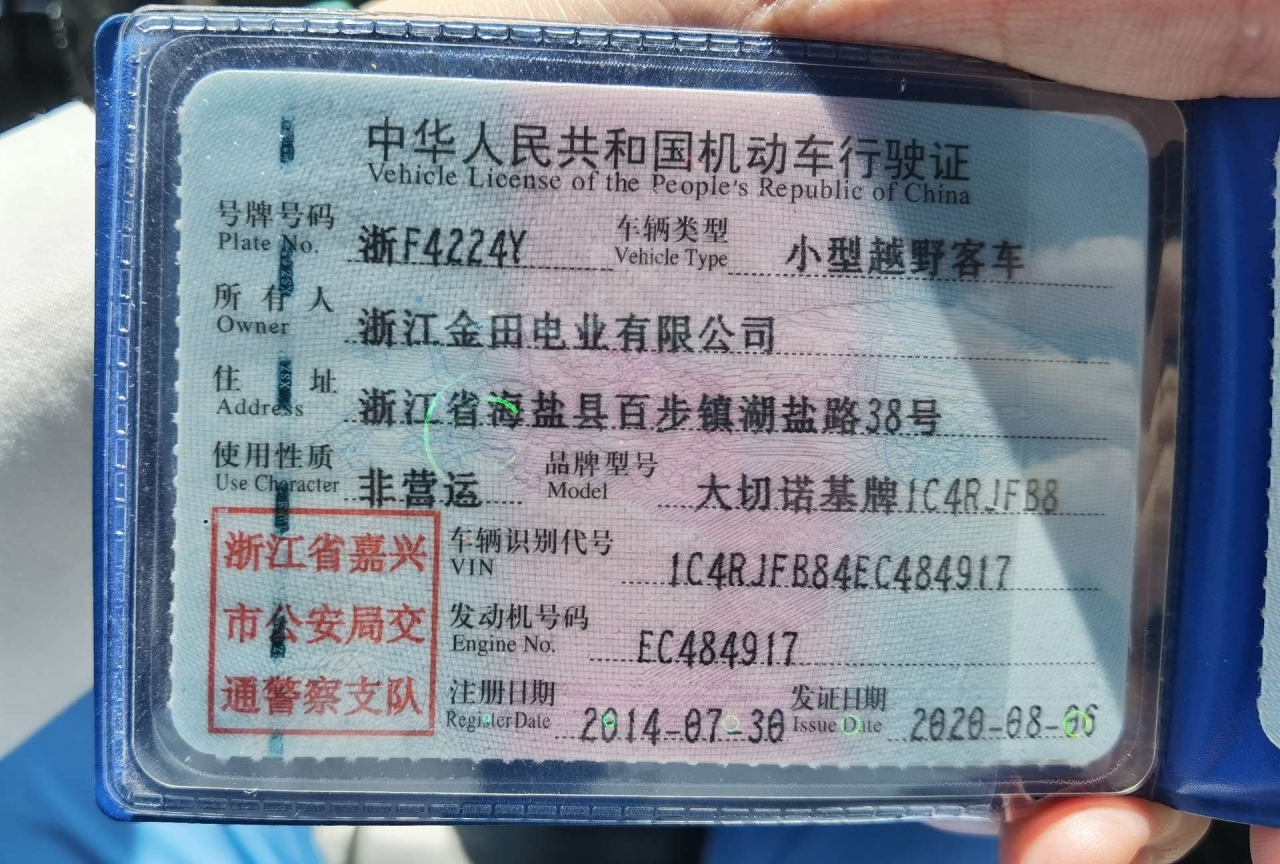 中华人民共和国机动车行驶证
Vehicle License of the People's Republic of China
号牌号码 浙F4224Y 车辆类型 小型越野客车
Plate No. Vehicle Type
所有人 浙江金田电业有限公司
Owner
住址 浙江省海盐县百步镇湖盐路38号
Address
使用性质 非营运 品牌型号 大切诺基牌1C4RJFB8
Use Character Model
浙江省嘉兴
市公安局交
通警察支队
车辆识别代号 1C4RJFB84EC484917
VIN
发动机号码 EC484917
Engine No.
注册日期 2014-07-30 发证日期 2020-08-06
Register Date Issue Date